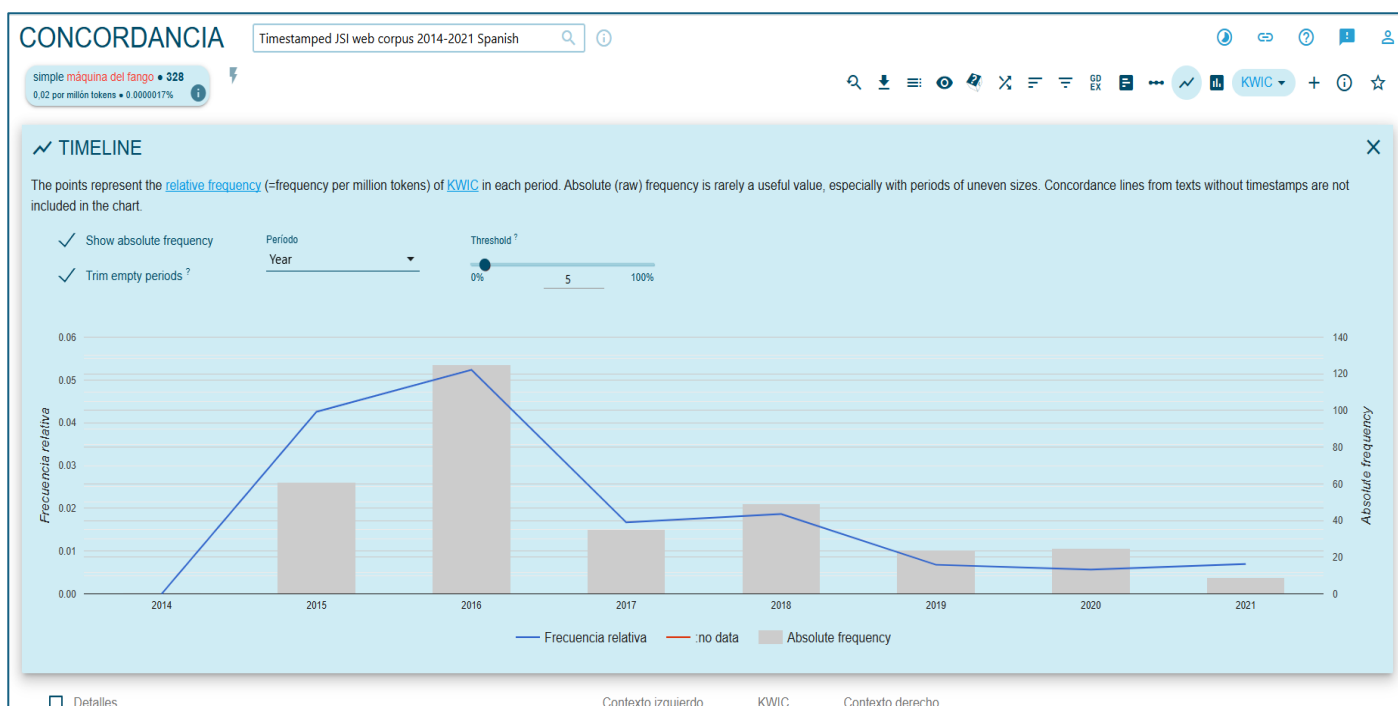 CONCORDANCIA
Timestamped JSI web corpus 2014-2021 Spanish
simple máquina del fango • 328
0,02 por millón tokens • 0.0000017%
GD
EX
KWIC
TIMELINE
The points represent the relative frequency (=frequency per million tokens) of KWIC in each period. Absolute (raw) frequency is rarely a useful value, especially with periods of uneven sizes. Concordance lines from texts without timestamps are not
included in the chart.
Show absolute frequency
Trim empty periods ?
Período
Year
Threshold ?
0%
5
100%
0.06
0.05
0.04
0.03
0.02
0.01
0.00
Frecuencia relativa
140
120
100
80
60
40
20
0
Absolute frequency
2014 2015 2016 2017 2018 2019 2020 2021
Frecuencia relativa :no data Absolute frequency
Detalles Contexto izquierdo KWIC Contexto derecho